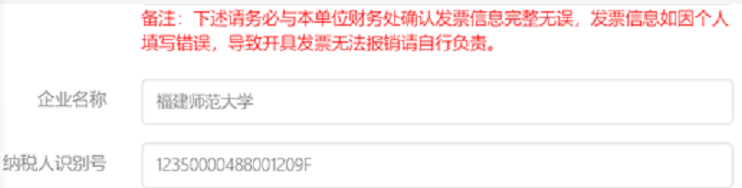 备注：下述请务必与本单位财务处确认发票信息完整无误，发票信息如因个人
填写错误，导致开具发票无法报销请自行负责。
企业名称 福建师范大学
纳税人识别号 12350000488001209F